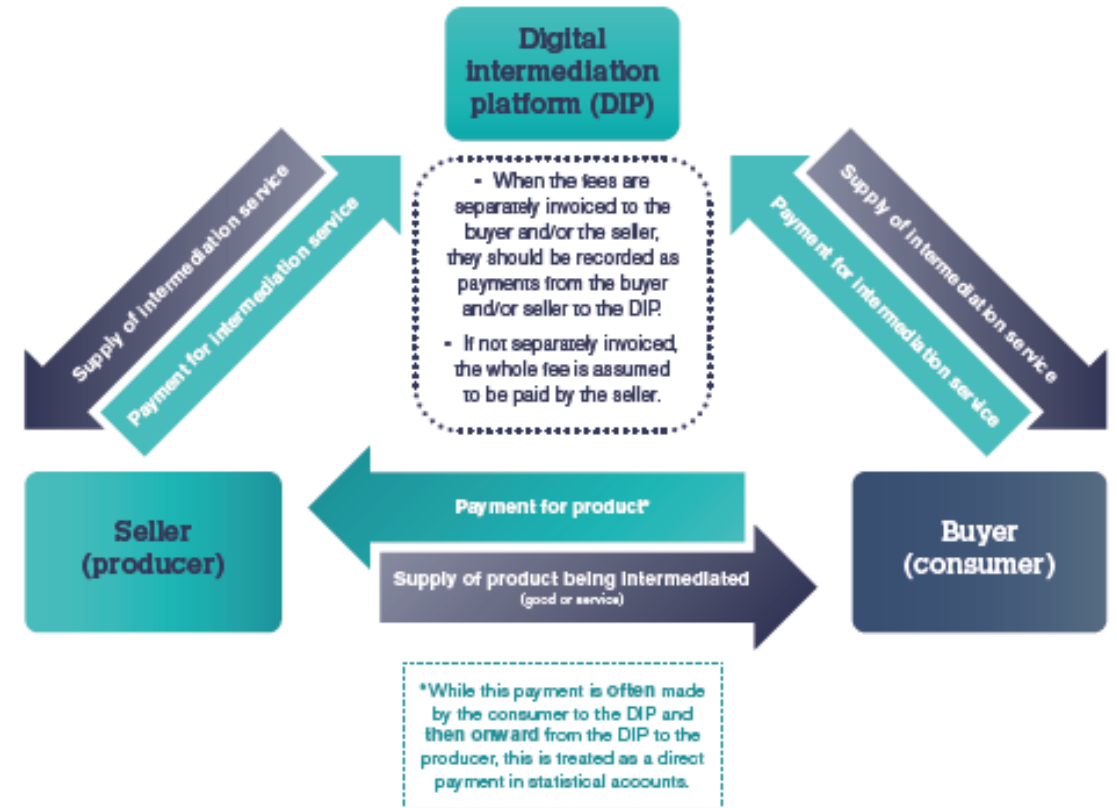 Digital
intermediation
platform (DIP)
Supply of intermediation service
Payment for intermediation service
- When the fees are
separately invoiced to the
buyer and/or the seller,
they should be recorded as
payments from the buyer
and/or seller to the DIP.
- If not separately invoiced,
the whole fee is assumed
to be paid by the seller.
Supply of intermediation service
Payment for intermediation service
Seller
(producer)
Payment for product*
Supply of product being intermediated
(good or service)
Buyer
(consumer)
*While this payment is often made
by the consumer to the DIP and
then onward from the DIP to the
producer, this is treated as a direct
payment in statistical accounts.